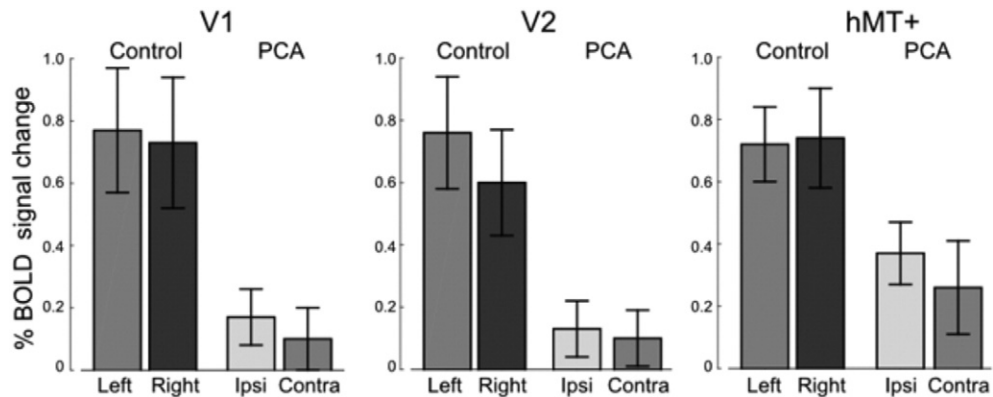 V1
Control PCA
% BOLD signal change
1.0
0.8
0.6
0.4
0.2
0
Left Right Ipsi Contra
V2
Control PCA
1.0
0.8
0.6
0.4
0.2
0
Left Right Ipsi Contra
hMT+
Control PCA
1.0
0.8
0.6
0.4
0.2
0
Left Right Ipsi Contra